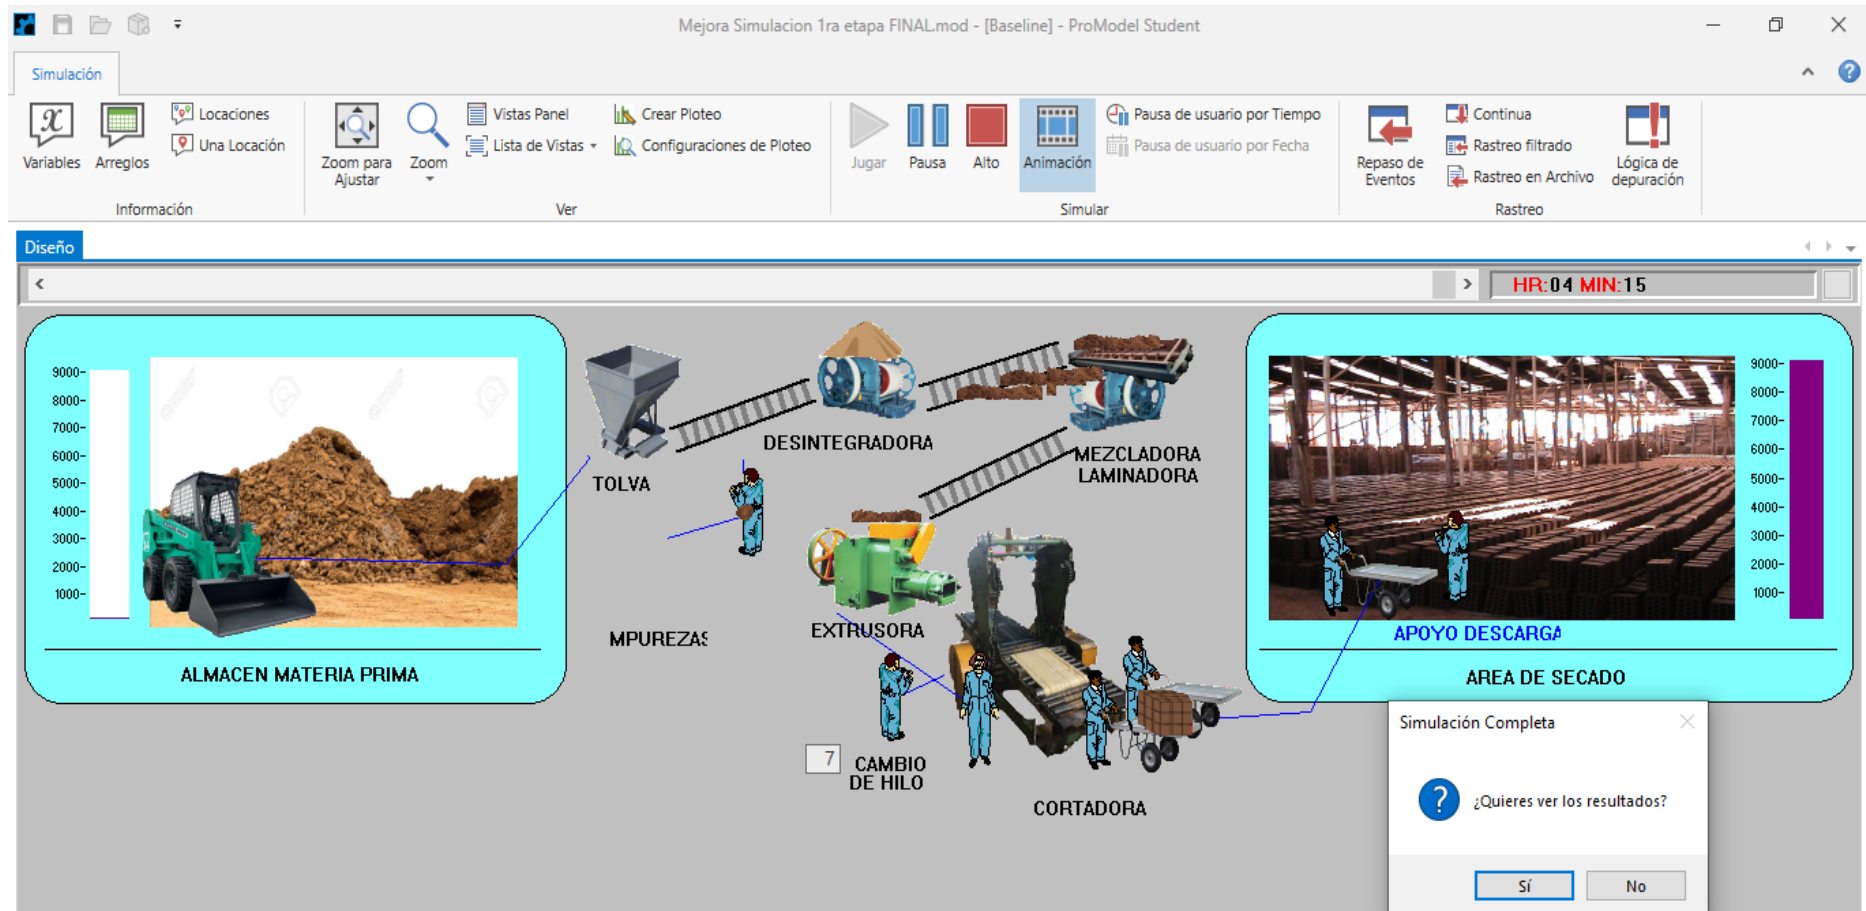 Mejora Simulacion 1ra etapa FINAL.mod - [Baseline] - ProModel Student
Simulación
Variables
Arreglos
Locaciones
Una Locación
Información
Zoom para
Ajustar
Zoom
Vistas Panel
Lista de Vistas
Crear Ploteo
Configuraciones de Ploteo
Ver
Jugar
Pausa
Alto
Animación
Pausa de usuario por Tiempo
Pausa de usuario por Fecha
Simular
Repaso de
Eventos
Continua
Rastreo filtrado
Rastreo en Archivo
Lógica de
depuración
Rastreo
Diseño
HR:04 MIN:15
9000-
8000-
7000-
6000-
5000-
4000-
3000-
2000-
1000-
ALMACEN MATERIA PRIMA
TOLVA
DESINTEGRADORA
MEZCLADORA
LAMINADORA
MPUREZAS
EXTRUSORA
7
CAMBIO
DE HILO
CORTADORA
9000-
8000-
7000-
6000-
5000-
4000-
3000-
2000-
1000-
APOYO DESCARGA
AREA DE SECADO
Simulación Completa
¿Quieres ver los resultados?
Sí
No